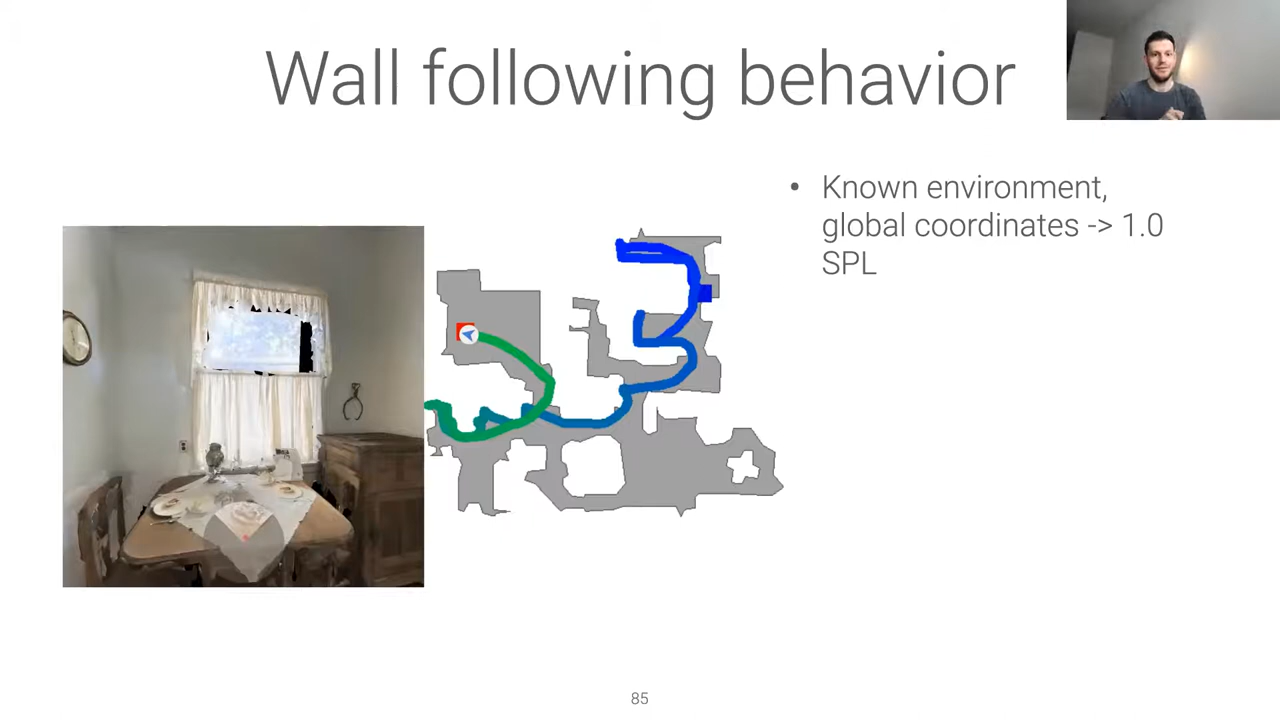 Wall following behavior
• Known environment,
global coordinates -> 1.0
SPL
85